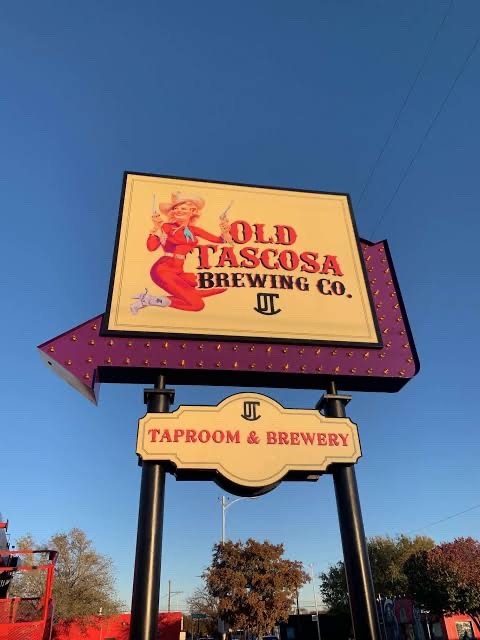 OLD
TASCOSA
BREWING CO.
OT
OT
TAPROOM & BREWERY